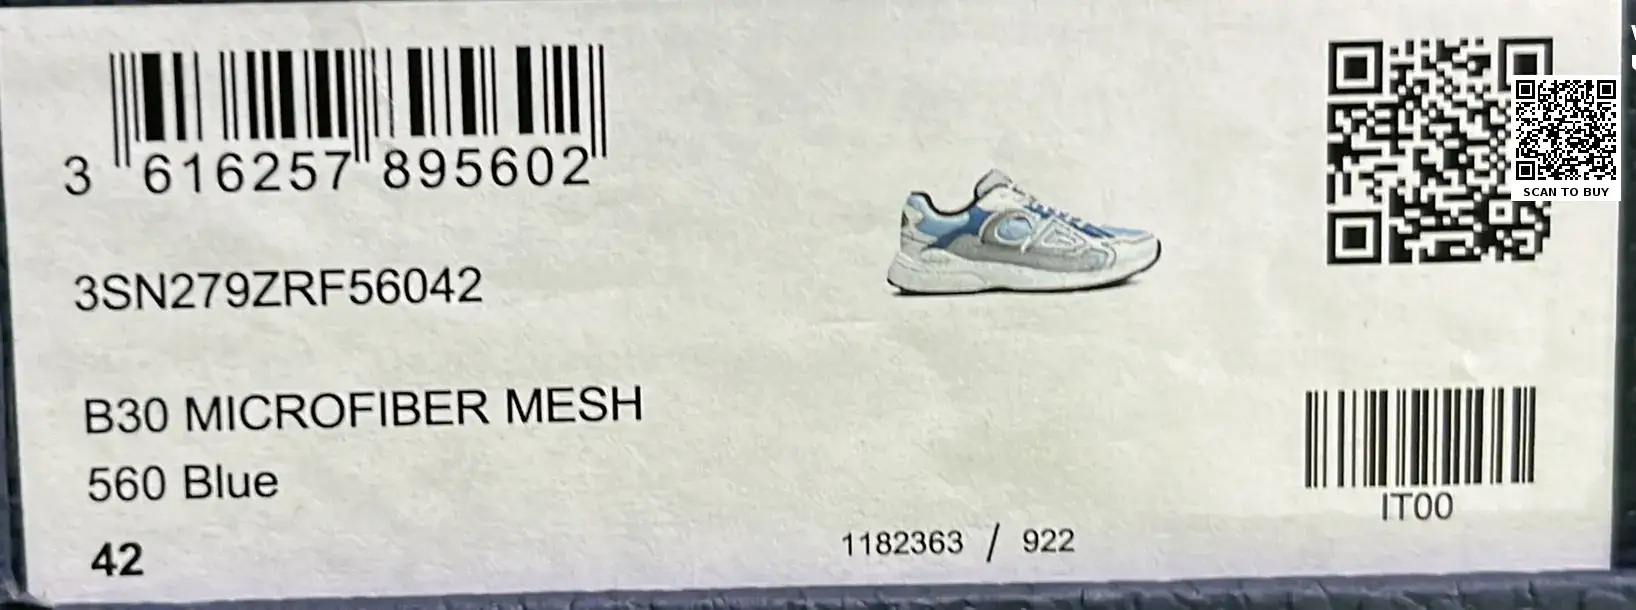 3 616257 895602
SCAN TO BUY
3SN279ZRF56042
B30 MICROFIBER MESH
560 Blue
42
1182363 / 922
IT00